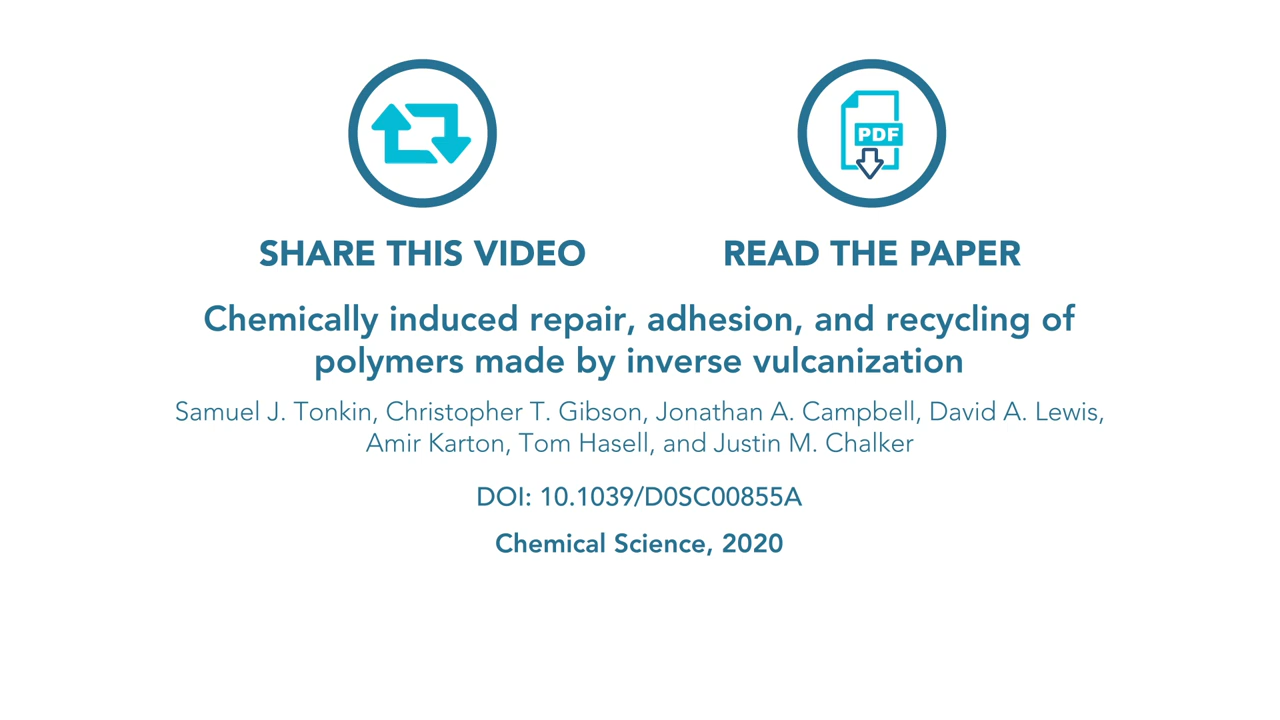 PDF
SHARE THIS VIDEO
READ THE PAPER
Chemically induced repair, adhesion, and recycling of
polymers made by inverse vulcanization
Samuel J. Tonkin, Christopher T. Gibson, Jonathan A. Campbell, David A. Lewis,
Amir Karton, Tom Hasell, and Justin M. Chalker
DOI: 10.1039/D0SC00855A
Chemical Science, 2020